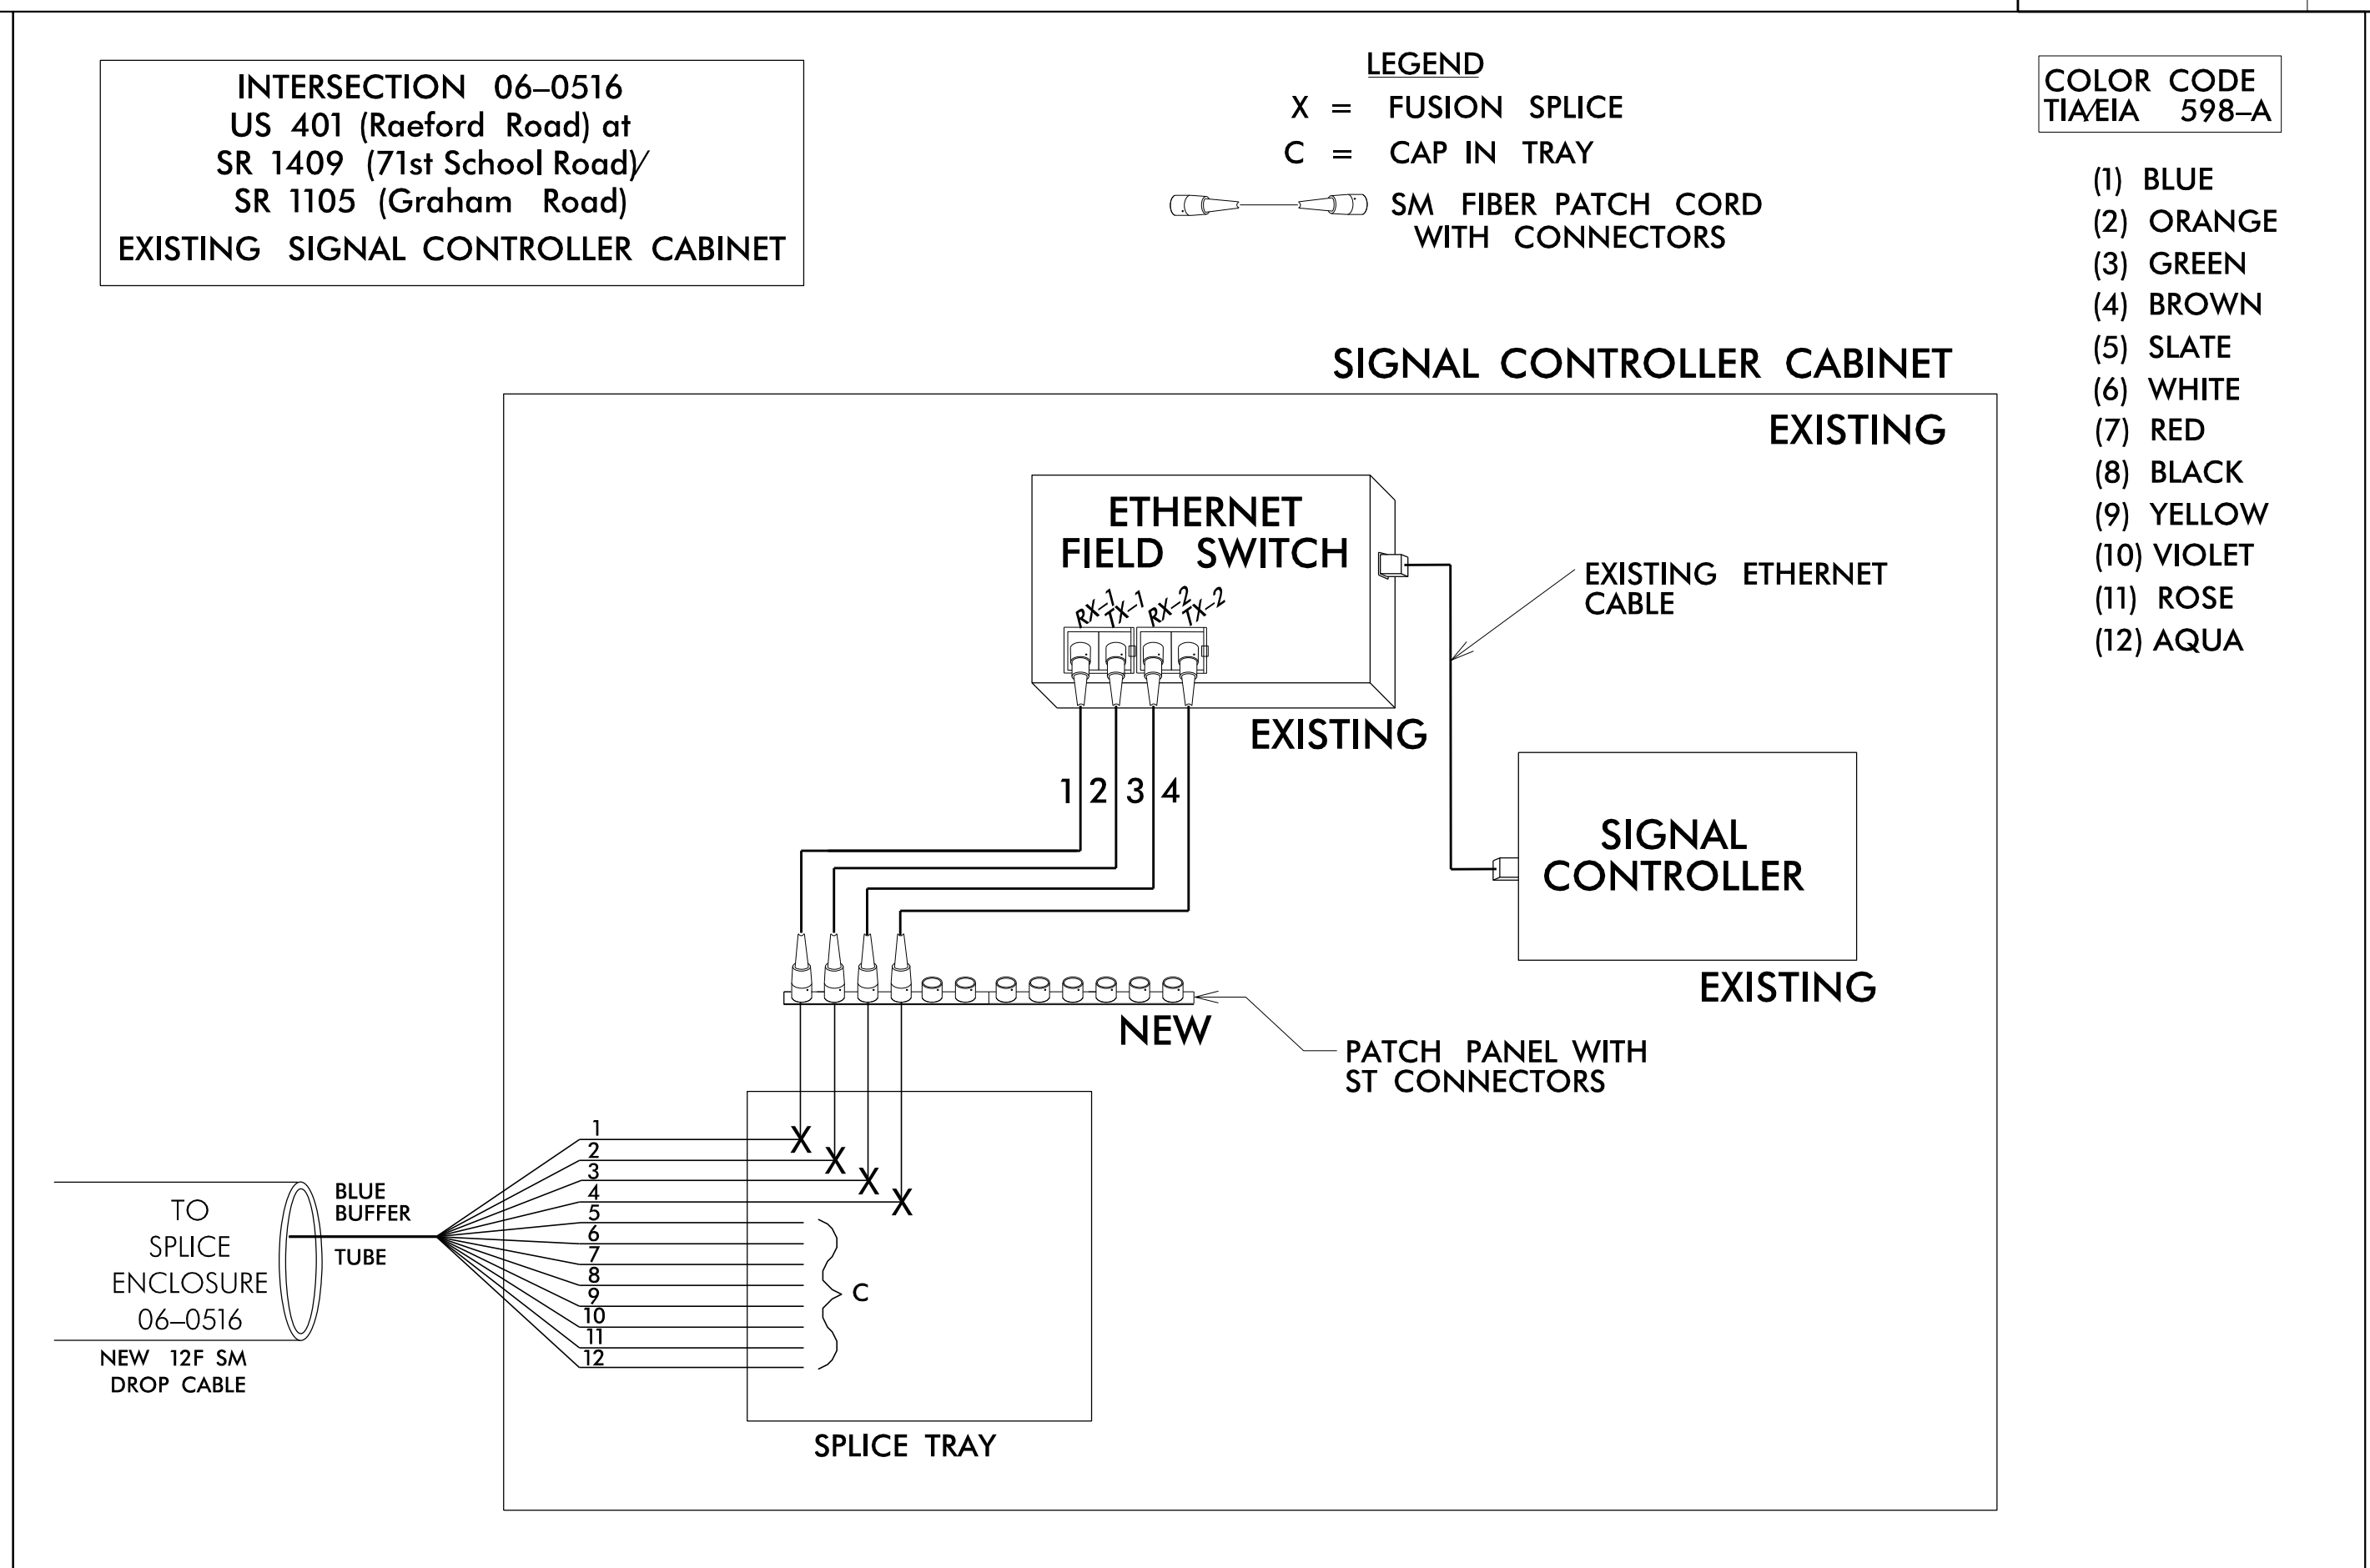 INTERSECTION 06–0516
US 401 (Raeford Road) at
SR 1409 (71st School Road)/
SR 1105 (Graham Road)
EXISTING SIGNAL CONTROLLER CABINET
LEGEND
X = FUSION SPLICE
C = CAP IN TRAY
SM FIBER PATCH CORD
WITH CONNECTORS
COLOR CODE
TIA/EIA 598–A
(1) BLUE
(2) ORANGE
(3) GREEN
(4) BROWN
(5) SLATE
(6) WHITE
(7) RED
(8) BLACK
(9) YELLOW
(10) VIOLET
(11) ROSE
(12) AQUA
SIGNAL CONTROLLER CABINET
EXISTING
ETHERNET
FIELD SWITCH
RX–1 TX–1 RX–2 TX–2
EXISTING
EXISTING ETHERNET
CABLE
1 2 3 4
SIGNAL
CONTROLLER
EXISTING
NEW
PATCH PANEL WITH
ST CONNECTORS
X
X
X
X
1
2
3
4
5
6
7
8
9
10
11
12
C
BLUE
BUFFER
TUBE
TO
SPLICE
ENCLOSURE
06–0516
NEW 12F SM
DROP CABLE
SPLICE TRAY